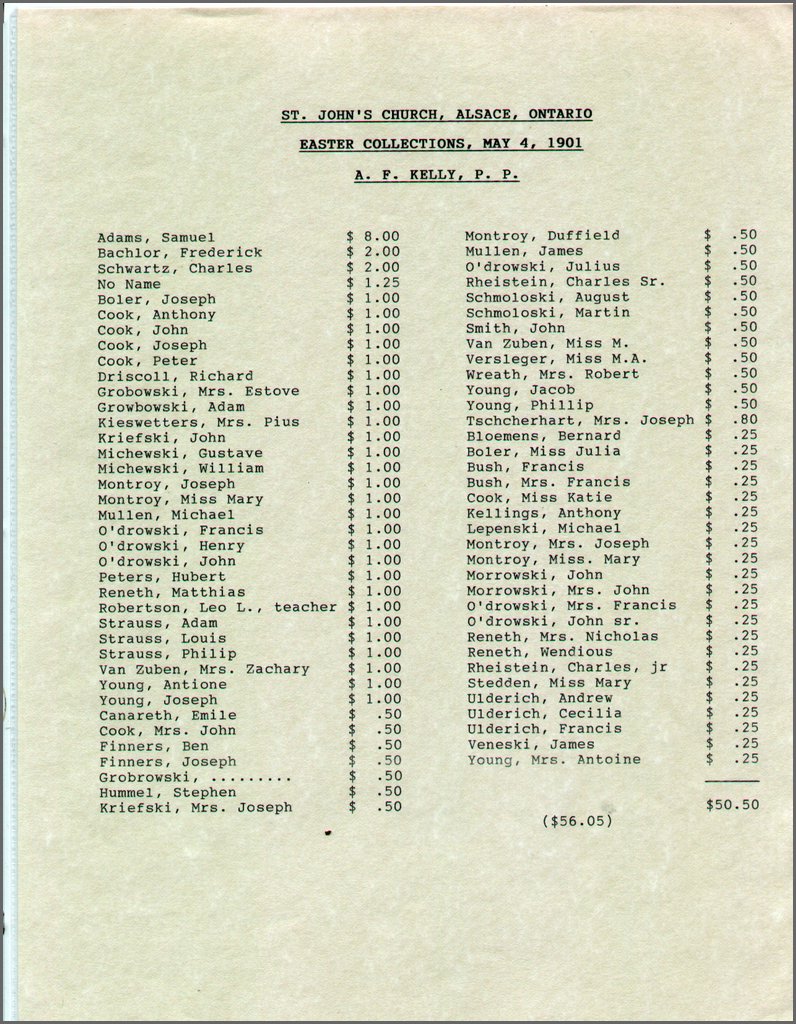 ST. JOHN'S CHURCH, ALSACE, ONTARIO
EASTER COLLECTIONS, MAY 4, 1901
A. F. KELLY, P. P.
Adams, Samuel $ 8.00
Bachlor, Frederick $ 2.00
Schwartz, Charles $ 2.00
No Name $ 1.25
Boler, Joseph $ 1.00
Cook, Anthony $ 1.00
Cook, John $ 1.00
Cook, Joseph $ 1.00
Cook, Peter $ 1.00
Driscoll, Richard $ 1.00
Grobowski, Mrs. Estove $ 1.00
Growbowski, Adam $ 1.00
Kieswetters, Mrs. Pius $ 1.00
Kriefski, John $ 1.00
Michewski, Gustave $ 1.00
Michewski, William $ 1.00
Montroy, Joseph $ 1.00
Montroy, Miss Mary $ 1.00
Mullen, Michael $ 1.00
O'drowski, Francis $ 1.00
O'drowski, Henry $ 1.00
O'drowski, John $ 1.00
Peters, Hubert $ 1.00
Reneth, Matthias $ 1.00
Robertson, Leo L., teacher $ 1.00
Strauss, Adam $ 1.00
Strauss, Louis $ 1.00
Strauss, Philip $ 1.00
Van Zuben, Mrs. Zachary $ 1.00
Young, Antione $ 1.00
Young, Joseph $ 1.00
Canareth, Emile $ .50
Cook, Mrs. John $ .50
Finners, Ben $ .50
Finners, Joseph $ .50
Grobrowski, ......... $ .50
Hummel, Stephen $ .50
Kriefski, Mrs. Joseph $ .50
Montroy, Duffield $ .50
Mullen, James $ .50
O'drowski, Julius $ .50
Rheistein, Charles Sr. $ .50
Schmoloski, August $ .50
Schmoloski, Martin $ .50
Smith, John $ .50
Van Zuben, Miss M. $ .50
Versleger, Miss M.A. $ .50
Wreath, Mrs. Robert $ .50
Young, Jacob $ .50
Young, Phillip $ .50
Tschcherhart, Mrs. Joseph $ .80
Bloemens, Bernard $ .25
Boler, Miss Julia $ .25
Bush, Francis $ .25
Bush, Mrs. Francis $ .25
Cook, Miss Katie $ .25
Kellings, Anthony $ .25
Lepenski, Michael $ .25
Montroy, Mrs. Joseph $ .25
Montroy, Miss. Mary $ .25
Morrowski, John $ .25
Morrowski, Mrs. John $ .25
O'drowski, Mrs. Francis $ .25
O'drowski, John sr. $ .25
Reneth, Mrs. Nicholas $ .25
Reneth, Wendious $ .25
Rheistein, Charles, jr $ .25
Stedden, Miss Mary $ .25
Ulderich, Andrew $ .25
Ulderich, Cecilia $ .25
Ulderich, Francis $ .25
Veneski, James $ .25
Young, Mrs. Antoine $ .25
$50.50
($56.05)